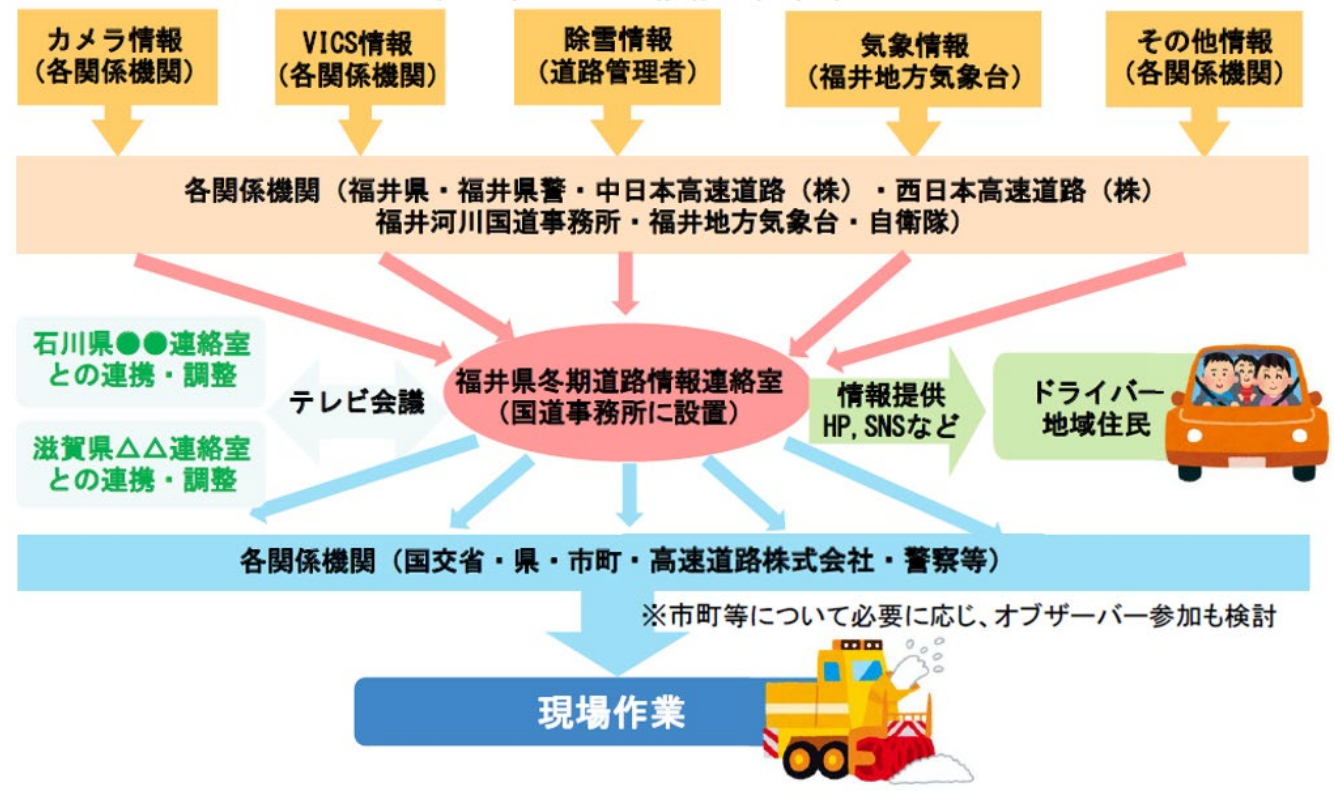 カメラ情報
(各関係機関)
VICS情報
(各関係機関)
除雪情報
(道路管理者)
気象情報
(福井地方気象台)
その他情報
(各関係機関)
各関係機関（福井県・福井県警・中日本高速道路（株）・西日本高速道路（株）
福井河川国道事務所・福井地方気象台・自衛隊）
石川県●●連絡室
との連携・調整
滋賀県△△連絡室
との連携・調整
テレビ会議
福井県冬期道路情報連絡室
(国道事務所に設置)
情報提供
HP,SNSなど
ドライバー
地域住民
各関係機関（国交省・県・市町・高速道路株式会社・警察等）
※市町等について必要に応じ、オブザーバー参加も検討
現場作業